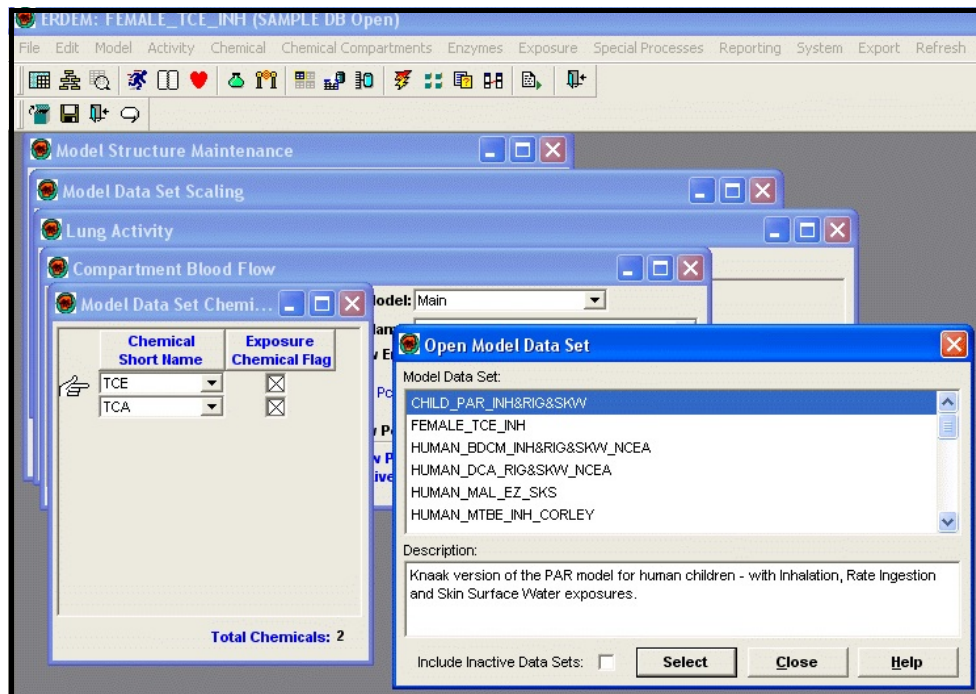 ERDEM: FEMALE_TCE_INH (SAMPLE DB Open)
File Edit Model Activity Chemical Chemical Compartments Enzymes Exposure Special Processes Reporting System Export Refresh
Model Structure Maintenance
Model Data Set Scaling
Lung Activity
Compartment Blood Flow
Model: Main
Model Data Set Chemi...
Chemical Short Name
Exposure Chemical Flag
TCE
TCA
Total Chemicals: 2
Open Model Data Set
Model Data Set:
CHILD_PAR_INH&RIG&SKW
FEMALE_TCE_INH
HUMAN_BDCM_INH&RIG&SKW_NCEA
HUMAN_DCA_RIG&SKW_NCEA
HUMAN_MAL_EZ_SKS
HUMAN_MTBE_INH_CORLEY
Description:
Knaak version of the PAR model for human children - with Inhalation, Rate Ingestion
and Skin Surface Water exposures.
Include Inactive Data Sets:
Select Close Help